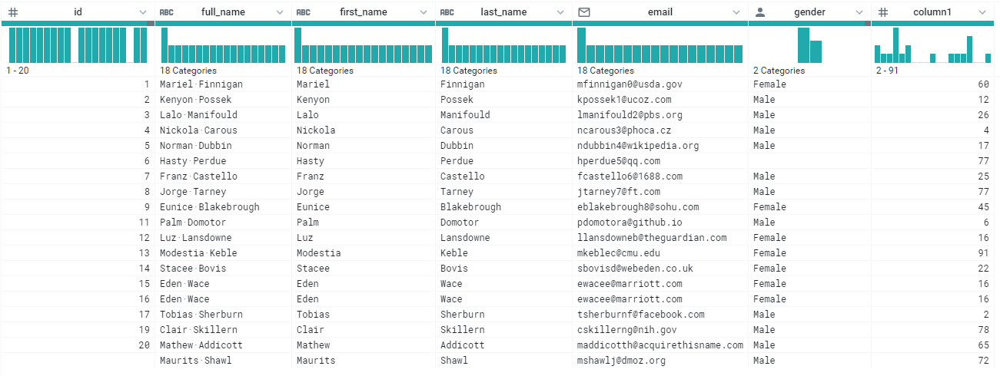 # id ABC full_name ABC first_name ABC last_name email gender # column1
1 - 20 18 Categories 18 Categories 18 Categories 18 Categories 2 Categories 2 - 91
1 Mariel·Finnigan Mariel Finnigan mfinnigan0@usda.gov Female 60
2 Kenyon·Possek Kenyon Possek kpossek1@ucoz.com Male 12
3 Lalo·Manifould Lalo Manifould lmanifould2@pbs.org Male 26
4 Nickola·Carous Nickola Carous ncarous3@phoca.cz Male 4
5 Norman·Dubbin Norman Dubbin ndubbin4@wikipedia.org Male 17
6 Hasty·Perdue Hasty Perdue hperdue5@qq.com 77
7 Franz·Castello Franz Castello fcastello6@1688.com Male 25
8 Jorge·Tarney Jorge Tarney jtarney7@ft.com Male 77
9 Eunice·Blakebrough Eunice Blakebrough eblakebrough8@sohu.com Female 45
11 Palm·Domotor Palm Domotor pdomotora@github.io Male 6
12 Luz·Lansdowne Luz Lansdowne llansdowneb@theguardian.com Female 16
13 Modestia·Keble Modestia Keble mkeblec@cmu.edu Female 91
14 Stacee·Bovis Stacee Bovis sbovisd@webeden.co.uk Female 22
15 Eden·Wace Eden Wace ewacee@marriott.com Female 16
16 Eden·Wace Eden Wace ewacee@marriott.com Female 16
17 Tobias·Sherburn Tobias Sherburn tsherburnf@facebook.com Male 2
19 Clair·Skillern Clair Skillern cskillerng@nih.gov Male 78
20 Mathew·Addicott Mathew Addicott maddicotth@acquirethisname.com Male 65
Maurits·Shawl Maurits Shawl mshawlj@dmoz.org Male 72